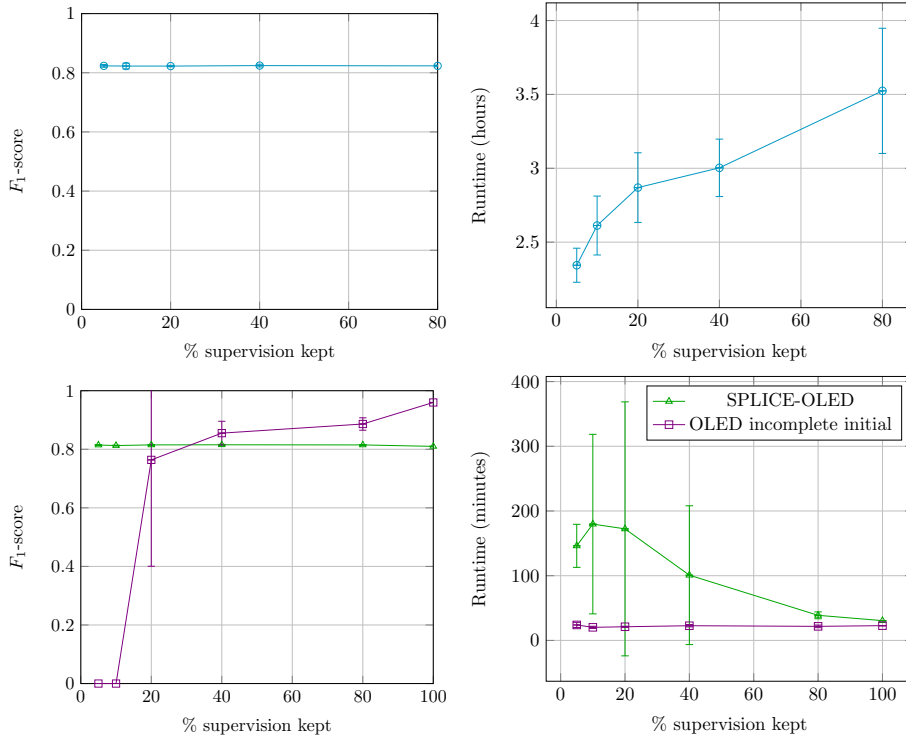 1
0.8
0.6
0.4
0.2
0
0 20 40 60 80
F1-score
% supervision kept
4
3.5
3
2.5
0 20 40 60 80
Runtime (hours)
% supervision kept
1
0.8
0.6
0.4
0.2
0
0 20 40 60 80 100
F1-score
% supervision kept
400
300
200
100
0
0 20 40 60 80 100
Runtime (minutes)
% supervision kept
SPLICE-OLED
OLED incomplete initial